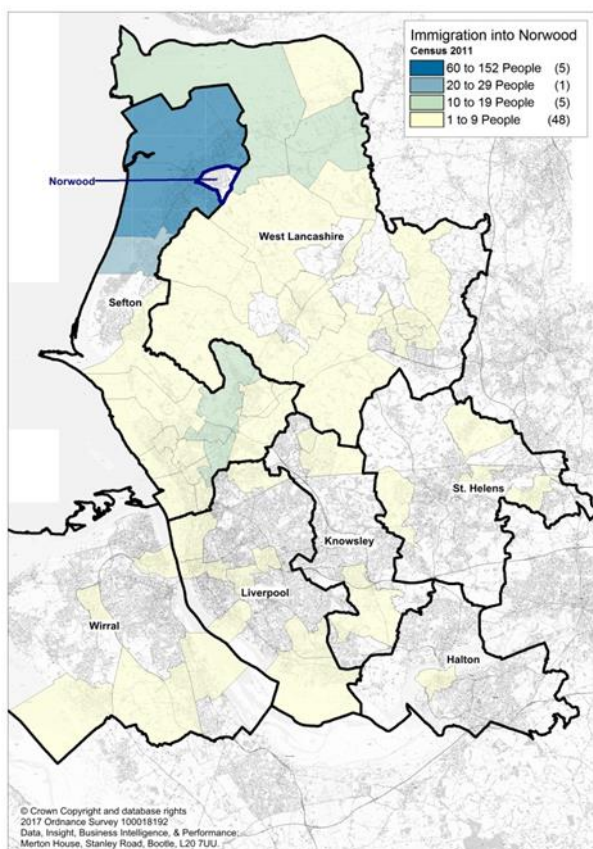 Immigration into Norwood
Census 2011
60 to 152 People (5)
20 to 29 People (1)
10 to 19 People (5)
1 to 9 People (48)
Norwood
West Lancashire
Sefton
St. Helens
Knowsley
Liverpool
Wirral
Halton
© Crown Copyright and database rights
2017 Ordnance Survey 100018192
Data, Insight, Business Intelligence, & Performance:
Merton House, Stanley Road, Bootle, L20 7UU.